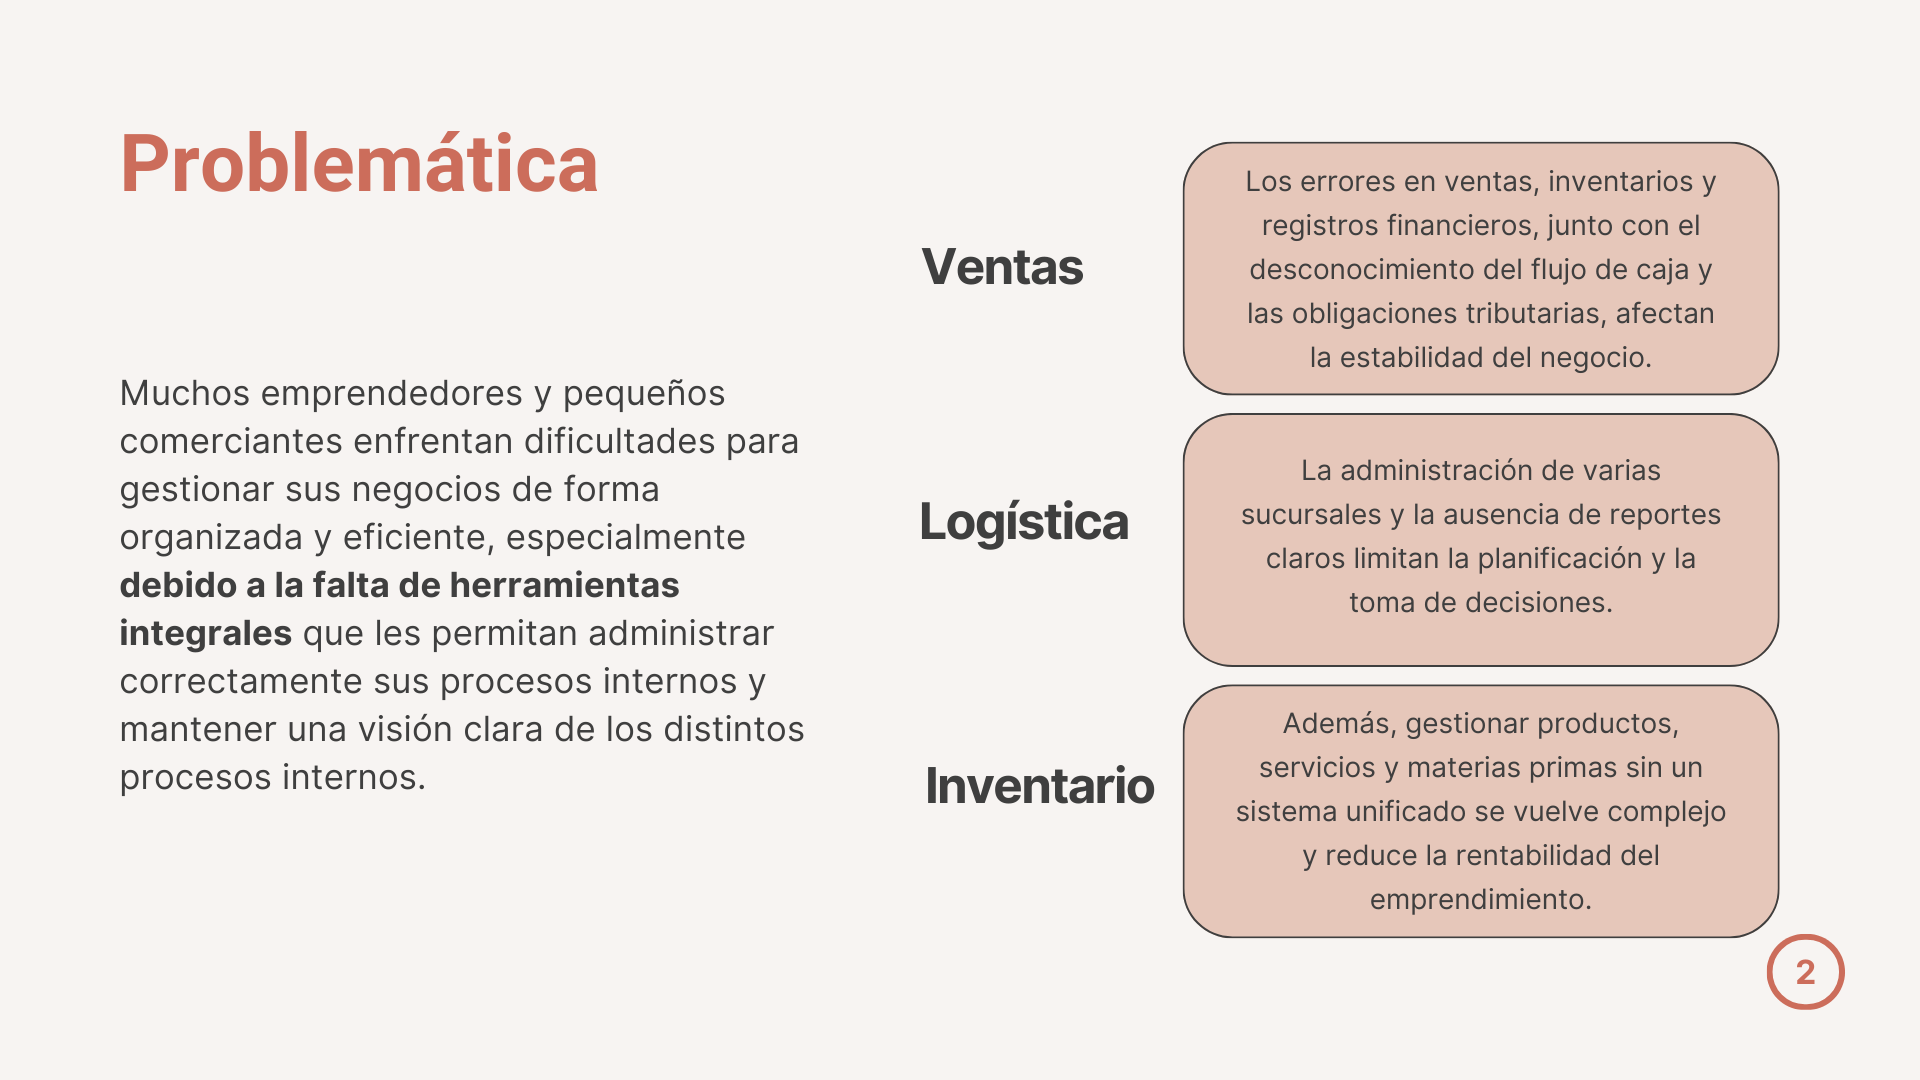 Problemática
Muchos emprendedores y pequeños
comerciantes enfrentan dificultades para
gestionar sus negocios de forma
organizada y eficiente, especialmente
debido a la falta de herramientas
integrales que les permitan administrar
correctamente sus procesos internos y
mantener una visión clara de los distintos
procesos internos.
Ventas
Los errores en ventas, inventarios y
registros financieros, junto con el
desconocimiento del flujo de caja y
las obligaciones tributarias, afectan
la estabilidad del negocio.
Logística
La administración de varias
sucursales y la ausencia de reportes
claros limitan la planificación y la
toma de decisiones.
Inventario
Además, gestionar productos,
servicios y materias primas sin un
sistema unificado se vuelve complejo
y reduce la rentabilidad del
emprendimiento.
2